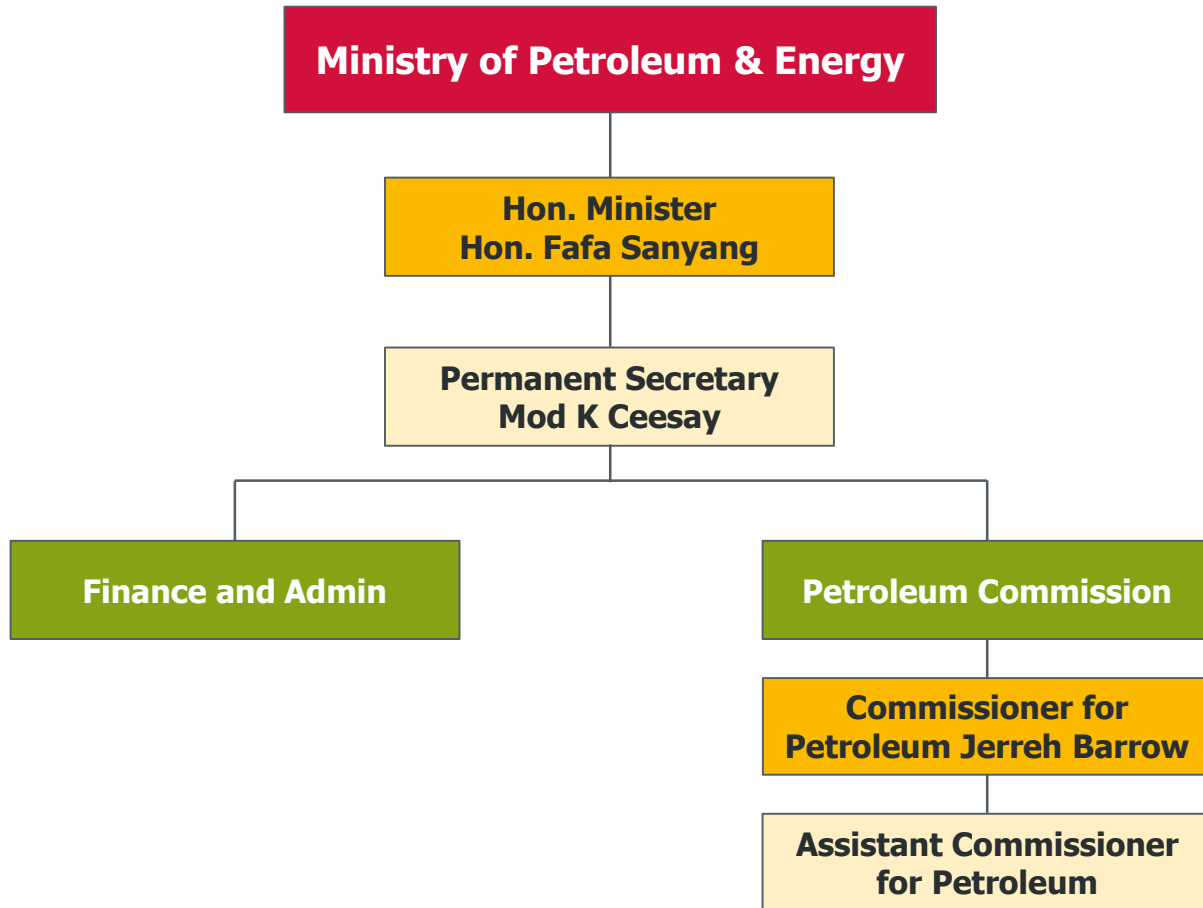 Ministry of Petroleum & Energy
Hon. Minister
Hon. Fafa Sanyang
Permanent Secretary
Mod K Ceesay
Finance and Admin
Petroleum Commission
Commissioner for
Petroleum Jerreh Barrow
Assistant Commissioner
for Petroleum